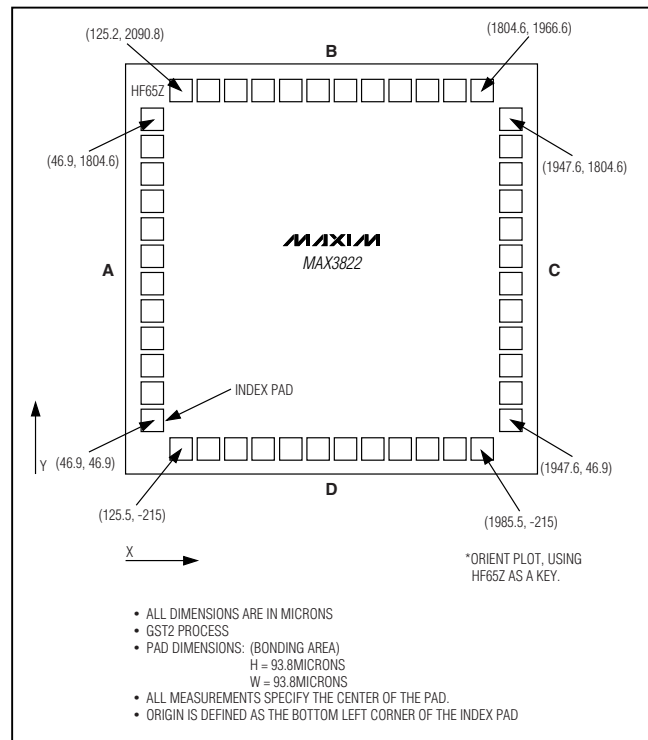 (125.2, 2090.8)
B
(1804.6, 1966.6)
HF65Z
(46.9, 1804.6)
(1947.6, 1804.6)
MAXIM
MAX3822
A
C
INDEX PAD
Y
(46.9, 46.9)
(1947.6, 46.9)
D
(125.5, -215)
(1985.5, -215)
X
*ORIENT PLOT, USING
HF65Z AS A KEY.
• ALL DIMENSIONS ARE IN MICRONS
• GST2 PROCESS
• PAD DIMENSIONS: (BONDING AREA)
H = 93.8MICRONS
W = 93.8MICRONS
• ALL MEASUREMENTS SPECIFY THE CENTER OF THE PAD.
• ORIGIN IS DEFINED AS THE BOTTOM LEFT CORNER OF THE INDEX PAD